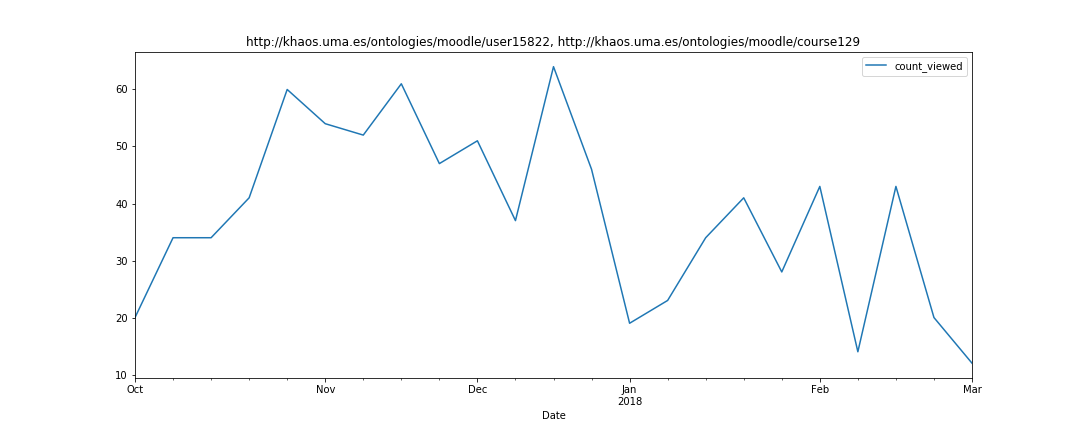 http://khaos.uma.es/ontologies/moodle/user15822, http://khaos.uma.es/ontologies/moodle/course129
count_viewed
60
50
40
30
20
10
Oct Nov Dec Jan Feb Mar
2018
Date